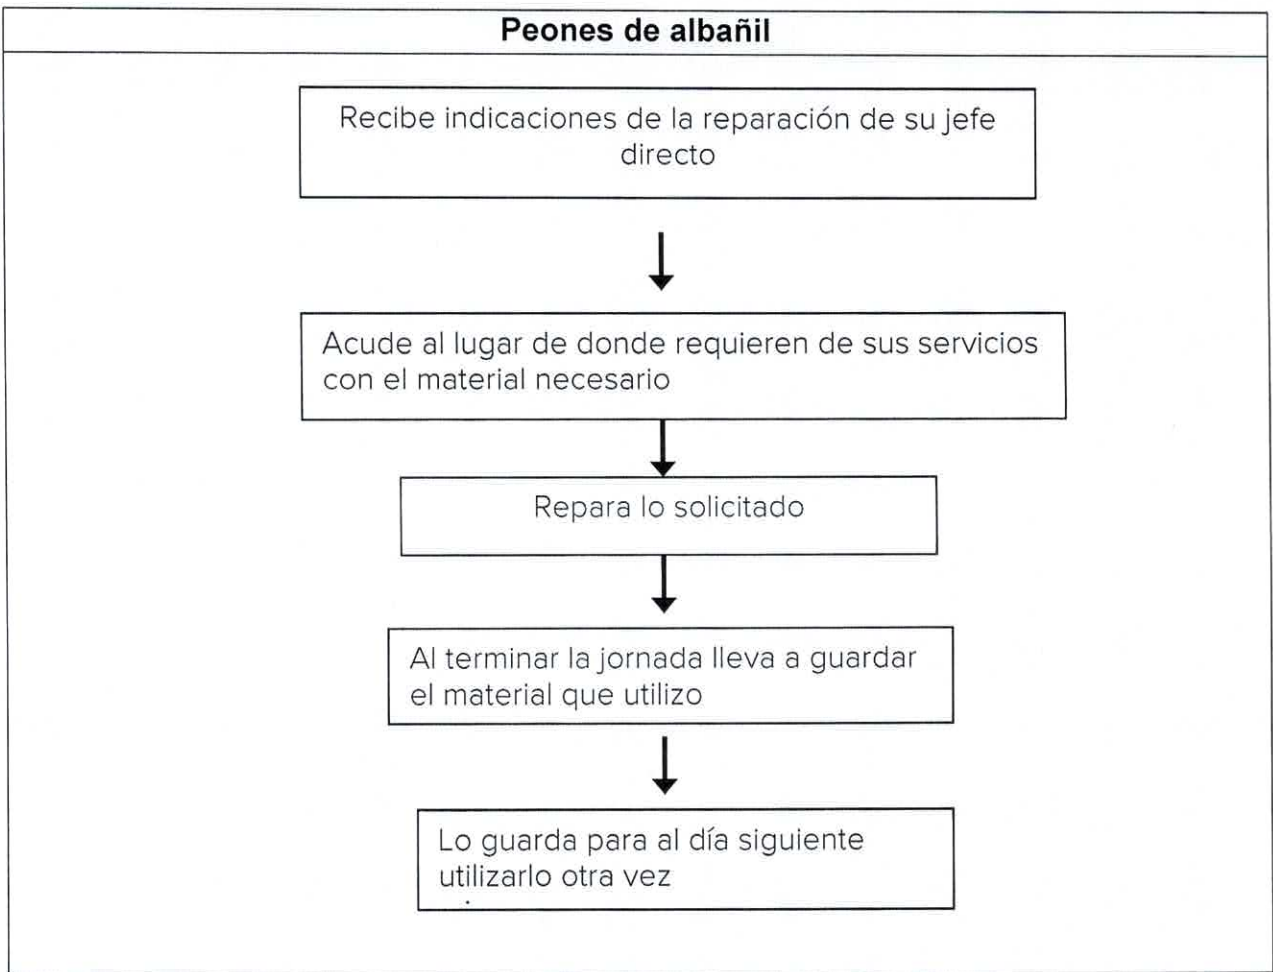 Peones de albañil
Recibe indicaciones de la reparación de su jefe
directo
Acude al lugar de donde requieren de sus servicios
con el material necesario
Repara lo solicitado
Al terminar la jornada lleva a guardar
el material que utilizo
Lo guarda para al día siguiente
utilizarlo otra vez